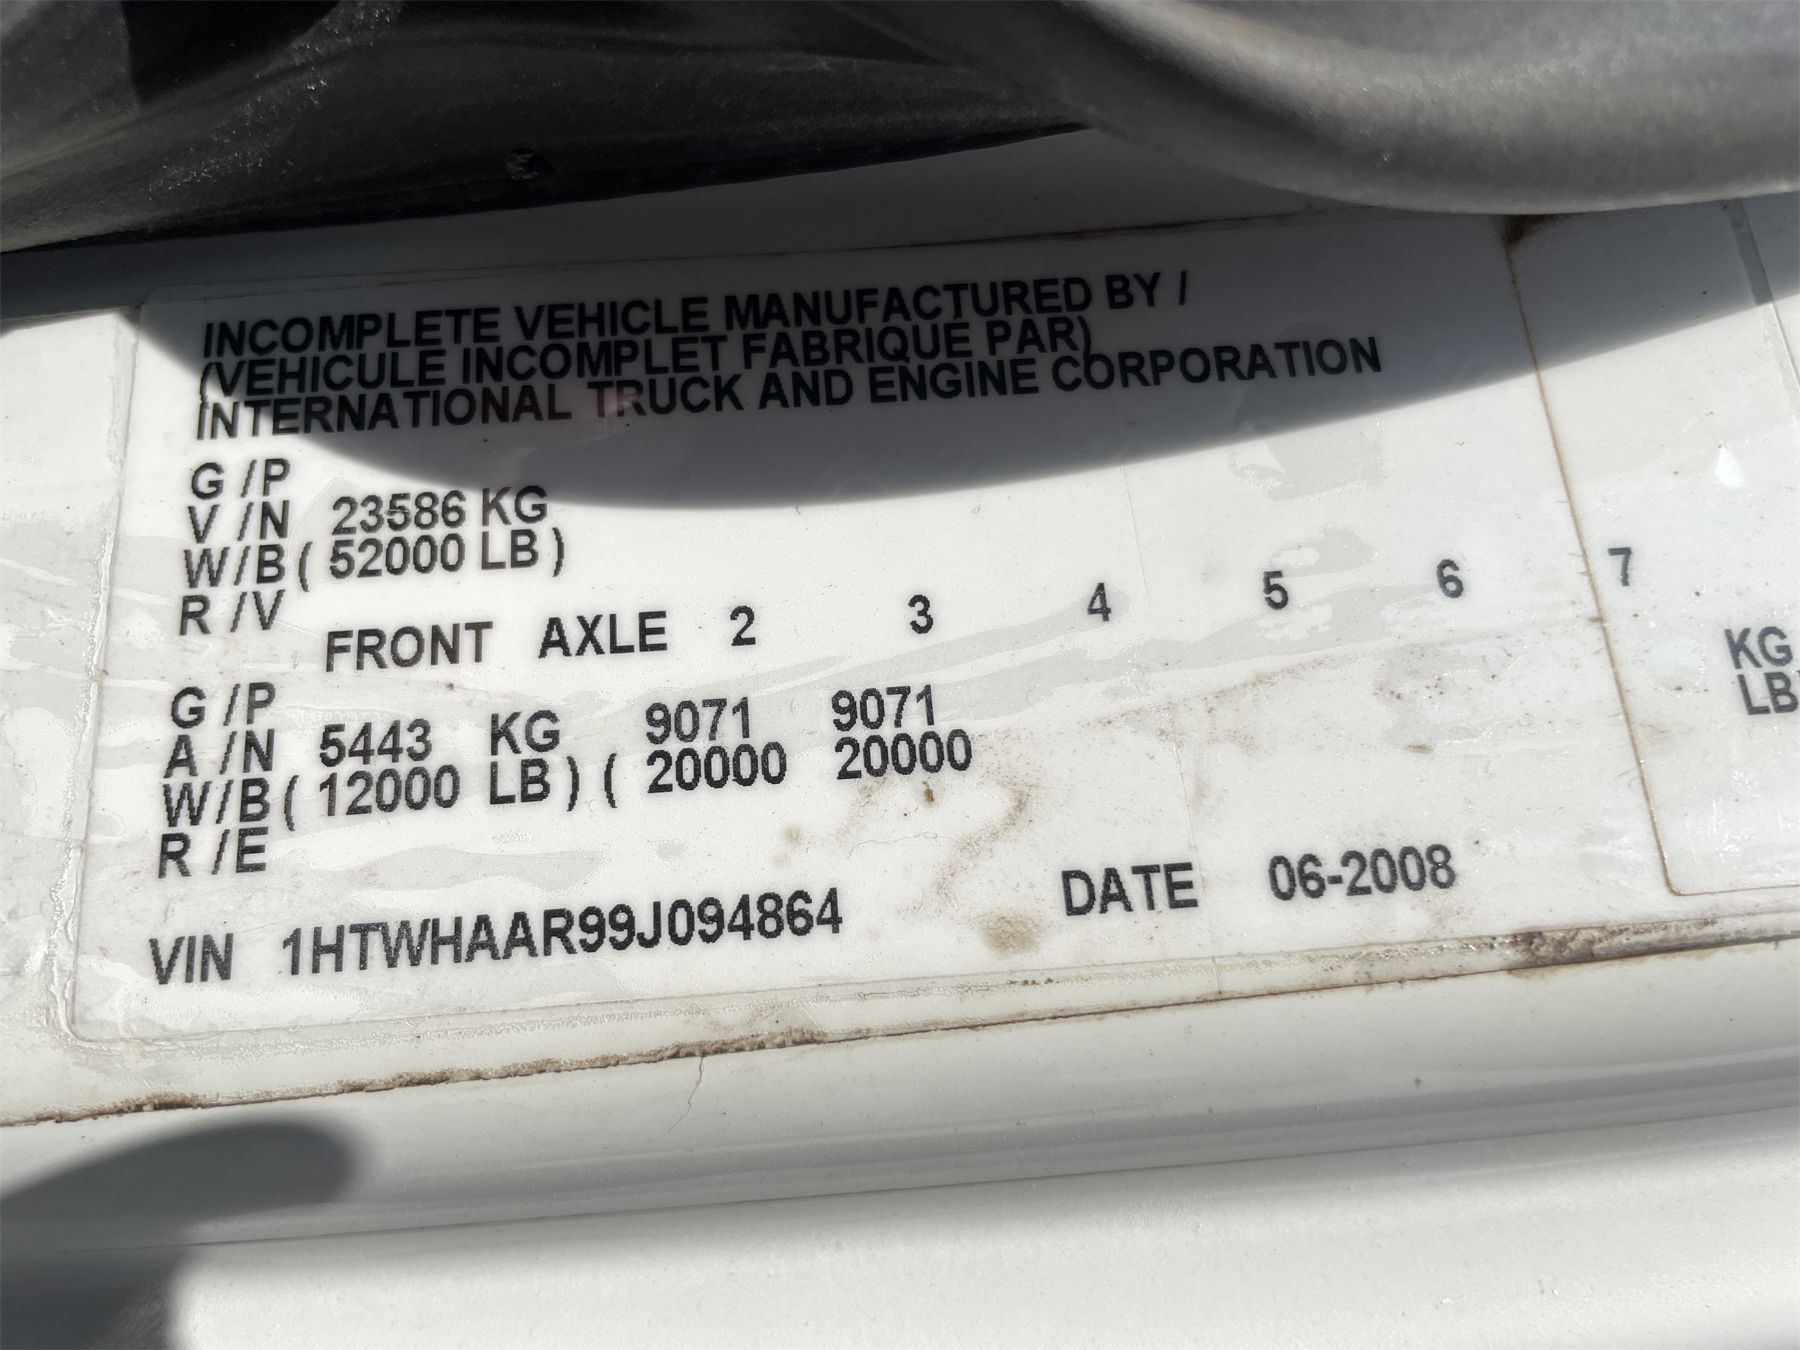 INCOMPLETE VEHICLE MANUFACTURED BY /
(VEHICULE INCOMPLET FABRIQUE PAR)
INTERNATIONAL TRUCK AND ENGINE CORPORATION
G /P
V /N 23586 KG
W/B ( 52000 LB )
R /V
FRONT AXLE 2 3 4 5 6 7
G /P
A /N 5443 KG 9071 9071 KG
W/B ( 12000 LB ) ( 20000 20000 LB)
R /E
VIN 1HTWHAAR99J094864 DATE 06-2008